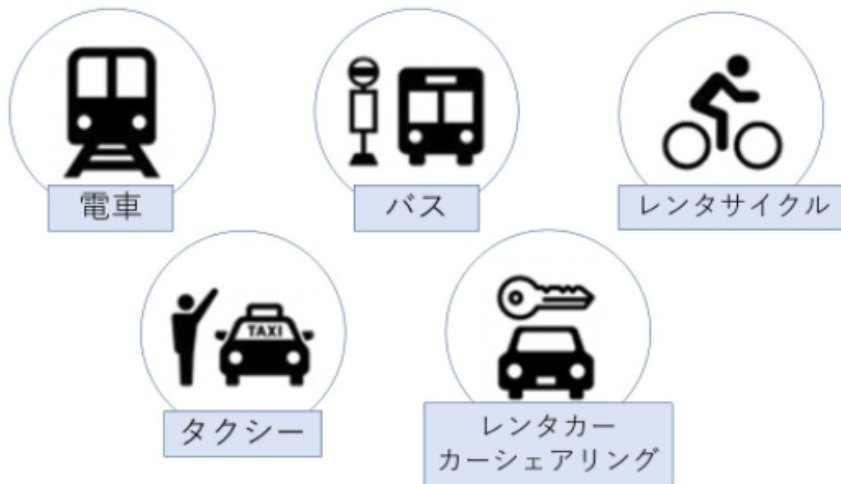 電車
バス
レンタサイクル
TAXI
タクシー
レンタカー
カーシェアリング